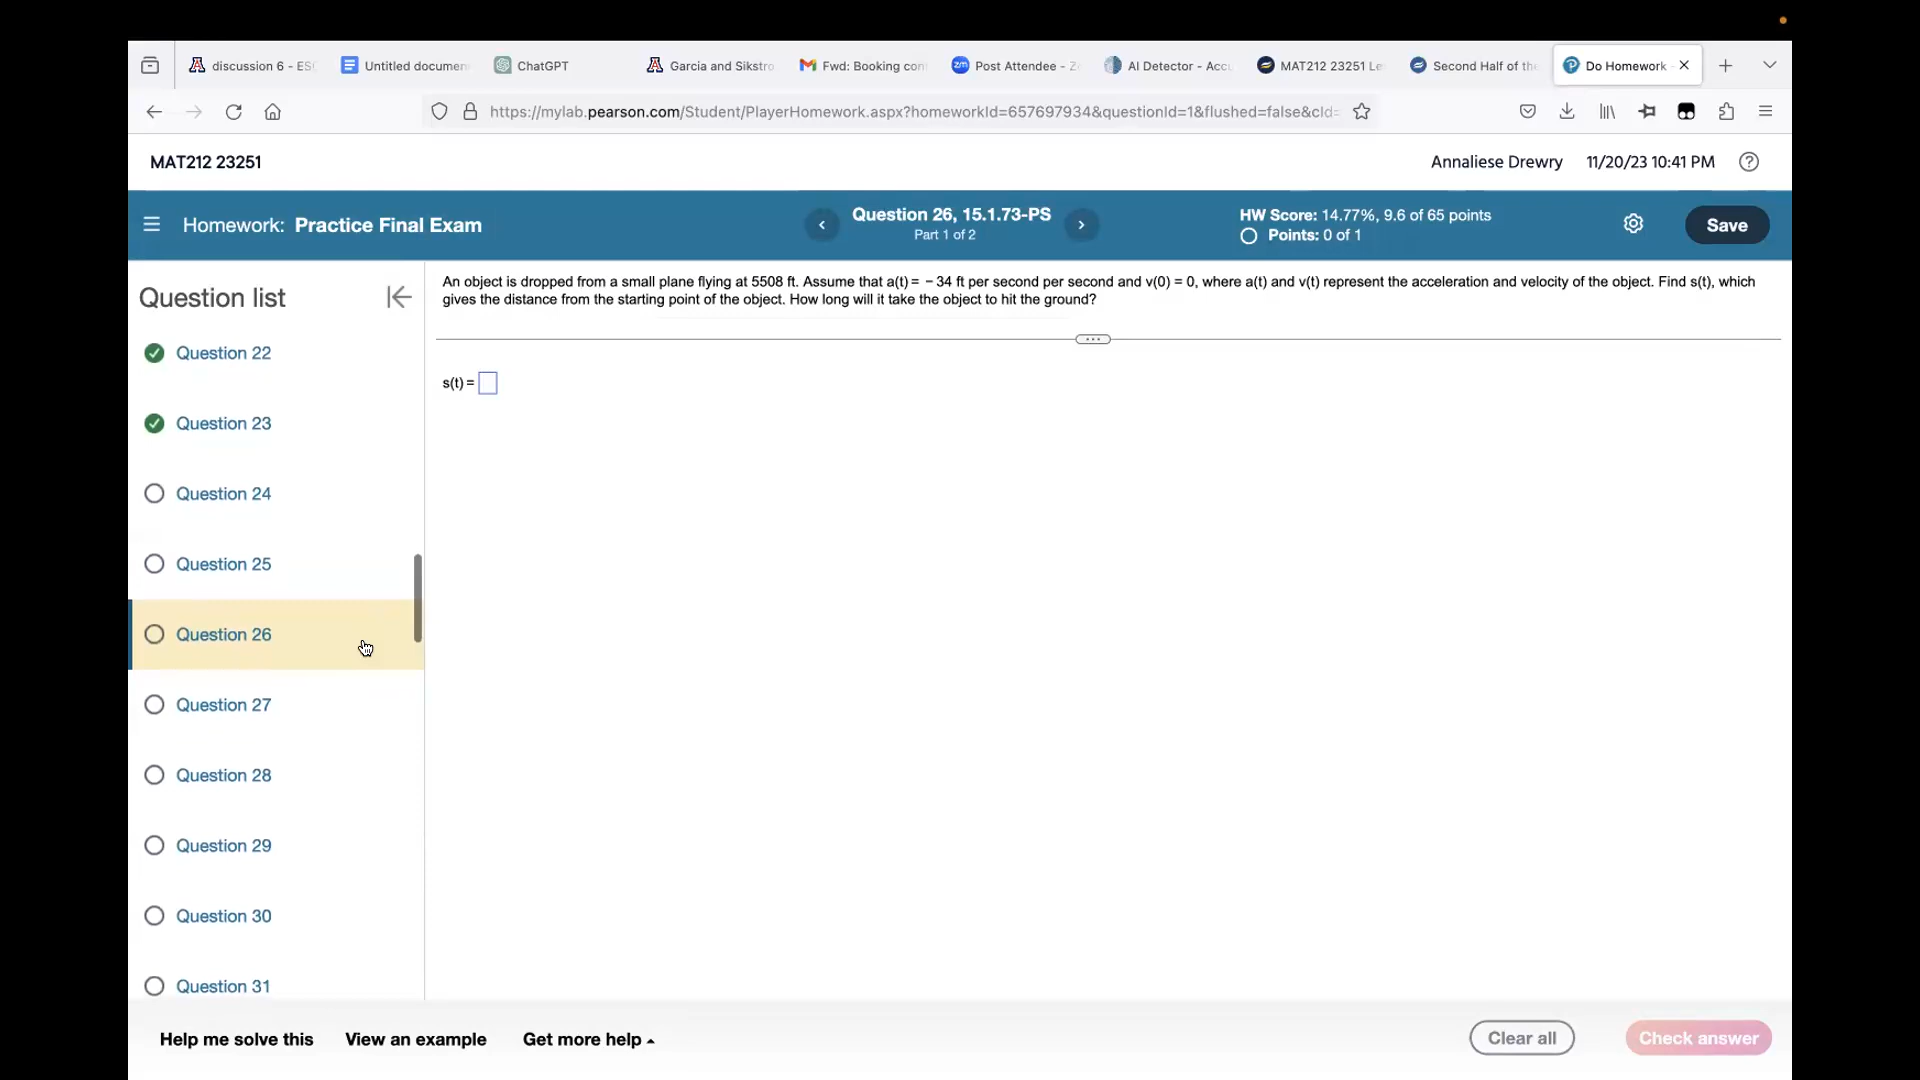 discussion 6 - ES
Untitled documen
ChatGPT
Garcia and Sikstro
Fwd: Booking con
Post Attendee - Z
AI Detector - Acc
MAT212 23251 Le
Second Half of the
Do Homework
https://mylab.pearson.com/Student/PlayerHomework.aspx?homeworkId=657697934&questionId=1&flushed=false&cId=
MAT212 23251
Annaliese Drewry
11/20/23 10:41 PM
Homework: Practice Final Exam
Question 26, 15.1.73-PS
Part 1 of 2
HW Score: 14.77%, 9.6 of 65 points
Points: 0 of 1
Save
Question list
Question 22
Question 23
Question 24
Question 25
Question 26
Question 27
Question 28
Question 29
Question 30
Question 31
An object is dropped from a small plane flying at 5508 ft. Assume that a(t) = − 34 ft per second per second and v(0) = 0, where a(t) and v(t) represent the acceleration and velocity of the object. Find s(t), which
gives the distance from the starting point of the object. How long will it take the object to hit the ground?
s(t) =
Help me solve this
View an example
Get more help
Clear all
Check answer